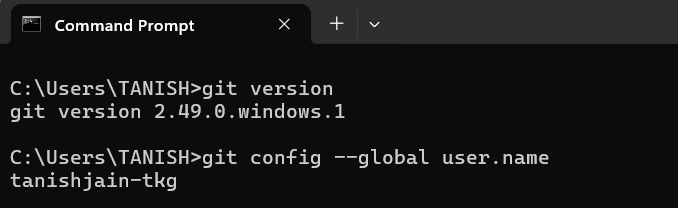 Command Prompt
C:\Users\TANISH>git version
git version 2.49.0.windows.1
C:\Users\TANISH>git config --global user.name
tanishjain-tkg